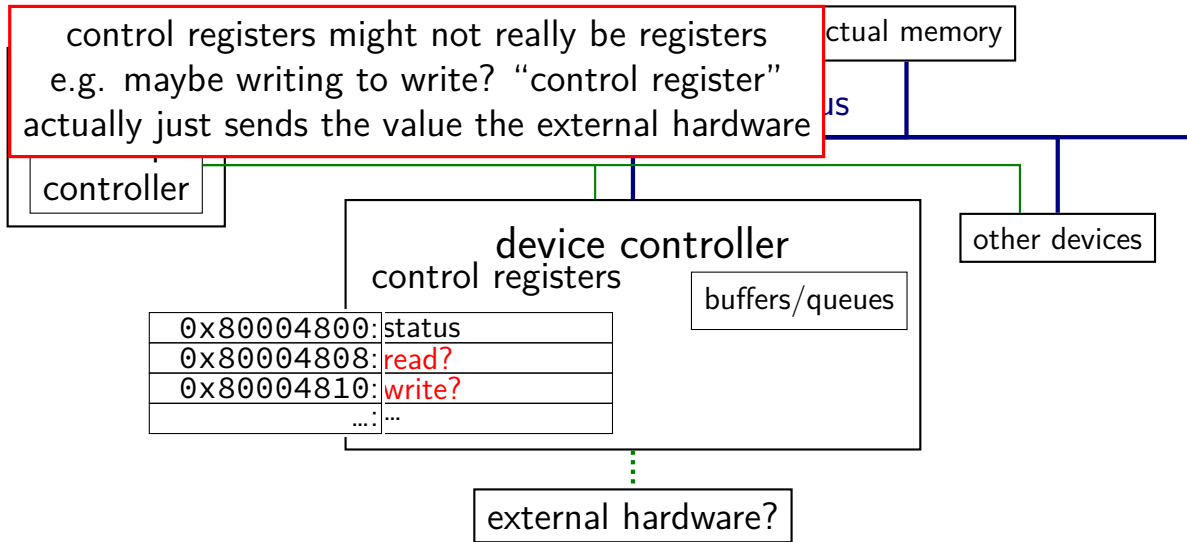 control registers might not really be registers
e.g. maybe writing to write? “control register”
actually just sends the value the external hardware
ctual memory
us
controller
other devices
device controller
control registers
buffers/queues
0x80004800: status
0x80004808: read?
0x80004810: write?
…: …
external hardware?